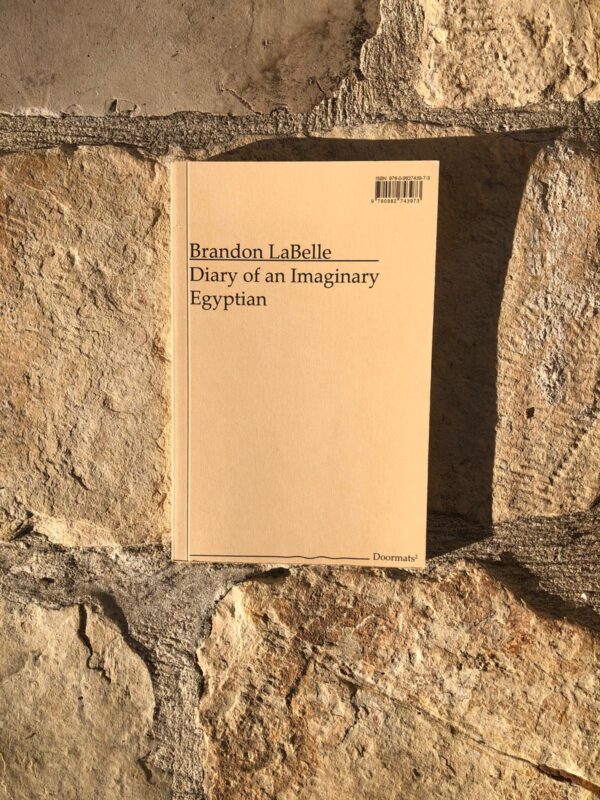 ISBN 978-0-9827439-7-3
9 780982 743973
Brandon LaBelle
Diary of an Imaginary
Egyptian
Doormats²